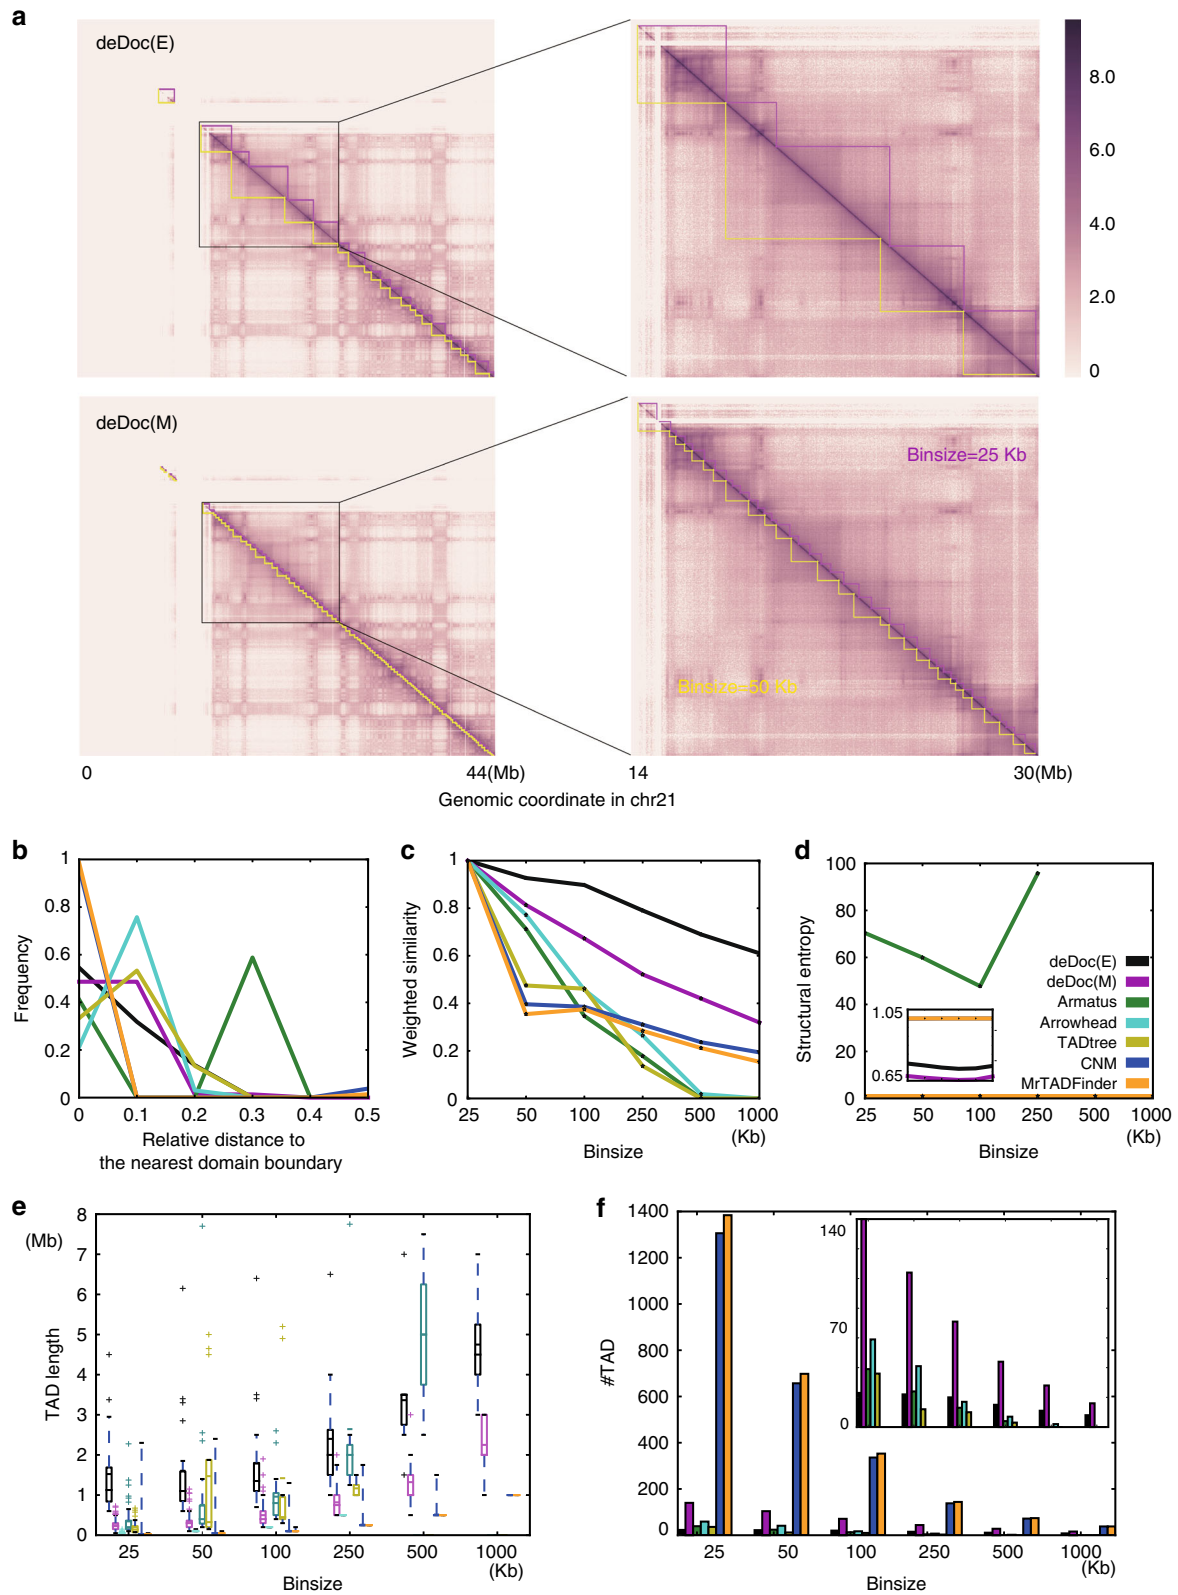 a
deDoc(E)
8.0
6.0
4.0
2.0
0
deDoc(M)
Binsize=25 Kb
Binsize=50 Kb
0
44(Mb)
14
30(Mb)
Genomic coordinate in chr21
b
1
0.8
0.6
0.4
0.2
0
Frequency
0
0.1
0.2
0.3
0.4
0.5
Relative distance to
the nearest domain boundary
c
1
0.8
0.6
0.4
0.2
0
Weighted similarity
25
50
100
250
500
1000
(Kb)
Binsize
d
100
80
60
40
20
0
Structural entropy
deDoc(E)
deDoc(M)
Armatus
Arrowhead
TADtree
CNM
MrTADFinder
1.05
0.65
25
50
100
250
500
1000
(Kb)
Binsize
e
(Mb)
8
7
6
5
4
3
2
1
0
TAD length
25
50
100
250
500
1000
(Kb)
Binsize
f
1400
1200
1000
800
600
400
200
0
#TAD
140
70
0
25
50
100
250
500
1000
(Kb)
Binsize